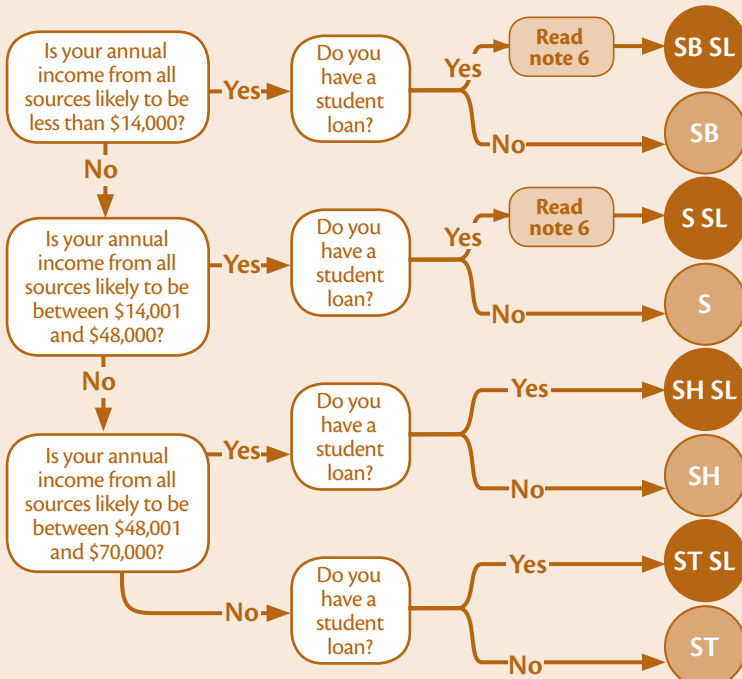 Is your annual
income from all
sources likely to be
less than $14,000?
Yes
Do you
have a
student
loan?
Yes
Read
note 6
SB SL
No
SB
No
Is your annual
income from all
sources likely to
be between $14,001
and $48,000?
Yes
Do you
have a
student
loan?
Yes
Read
note 6
S SL
No
S
No
Is your annual
income from all
sources likely to be
between $48,001
and $70,000?
Yes
Do you
have a
student
loan?
Yes
SH SL
No
SH
No
Do you
have a
student
loan?
Yes
ST SL
No
ST